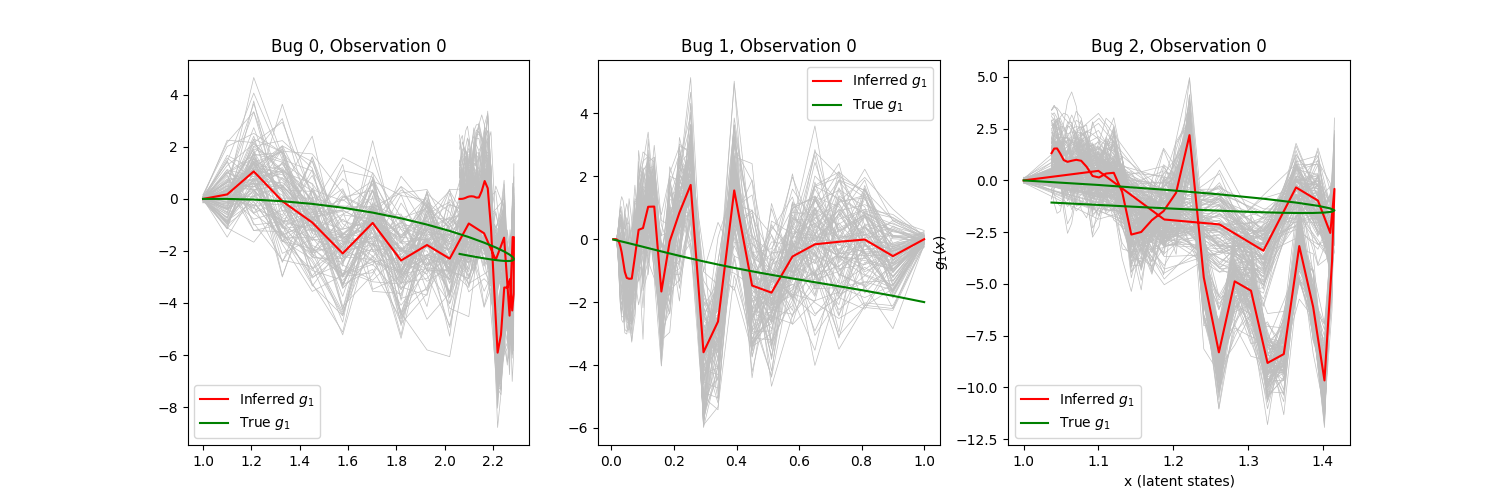 Bug 0, Observation 0
4
2
0
−2
−4
−6
−8
1.0 1.2 1.4 1.6 1.8 2.0 2.2
Inferred g₁
True g₁
Bug 1, Observation 0
4
2
0
−2
−4
−6
0.0 0.2 0.4 0.6 0.8 1.0
Inferred g₁
True g₁
Bug 2, Observation 0
g₁(x)
5.0
2.5
0.0
−2.5
−5.0
−7.5
−10.0
−12.5
1.0 1.1 1.2 1.3 1.4
x (latent states)
Inferred g₁
True g₁